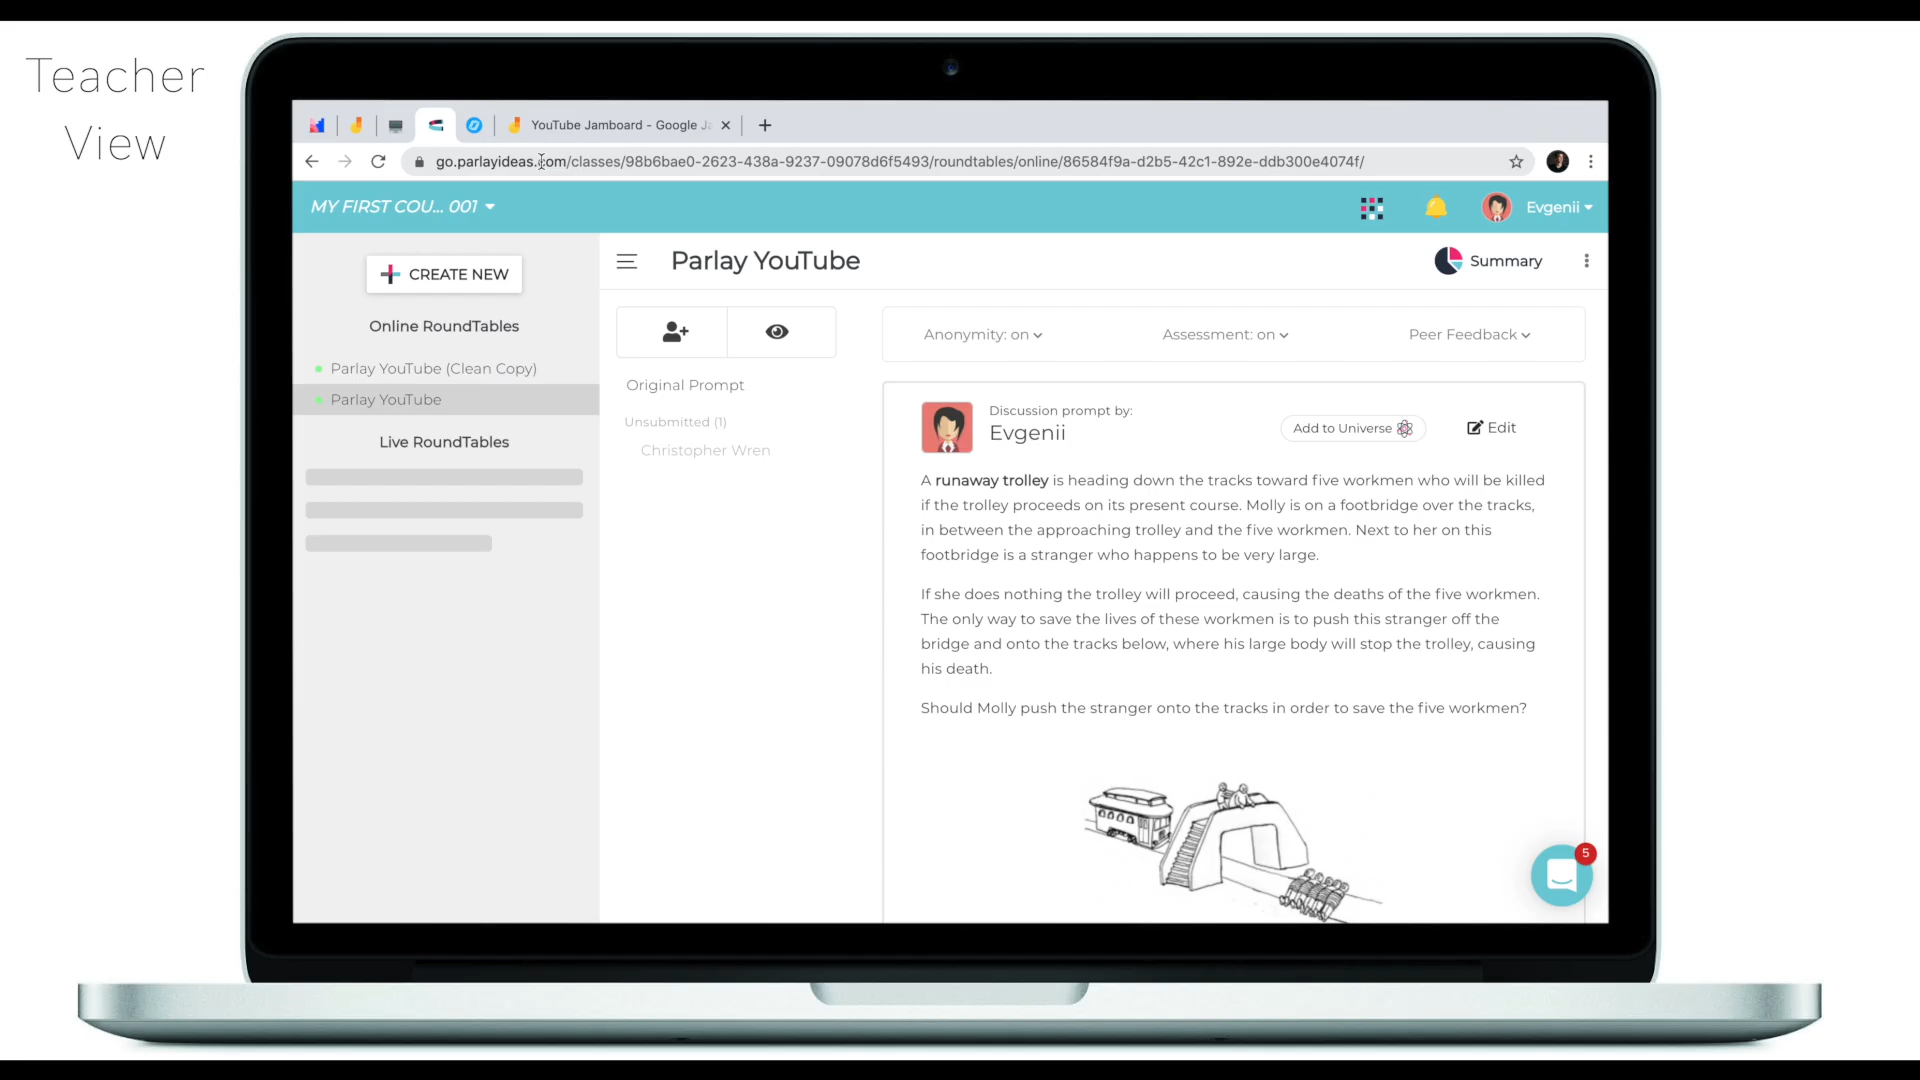 Teacher
View
YouTube Jamboard - Google Ja
go.parlayideas.com/classes/98b6bae0-2623-438a-9237-09078d6f5493/roundtables/online/86584f9a-d2b5-42c1-892e-ddb300e4074f/
MY FIRST COU... 001
Evgenii
CREATE NEW
Online RoundTables
Parlay YouTube (Clean Copy)
Parlay YouTube
Live RoundTables
Parlay YouTube
Summary
Original Prompt
Unsubmitted (1)
Christopher Wren
Anonymity: on
Assessment: on
Peer Feedback
Discussion prompt by:
Evgenii
Add to Universe
Edit
A runaway trolley is heading down the tracks toward five workmen who will be killed
if the trolley proceeds on its present course. Molly is on a footbridge over the tracks,
in between the approaching trolley and the five workmen. Next to her on this
footbridge is a stranger who happens to be very large.
If she does nothing the trolley will proceed, causing the deaths of the five workmen.
The only way to save the lives of these workmen is to push this stranger off the
bridge and onto the tracks below, where his large body will stop the trolley, causing
his death.
Should Molly push the stranger onto the tracks in order to save the five workmen?
5